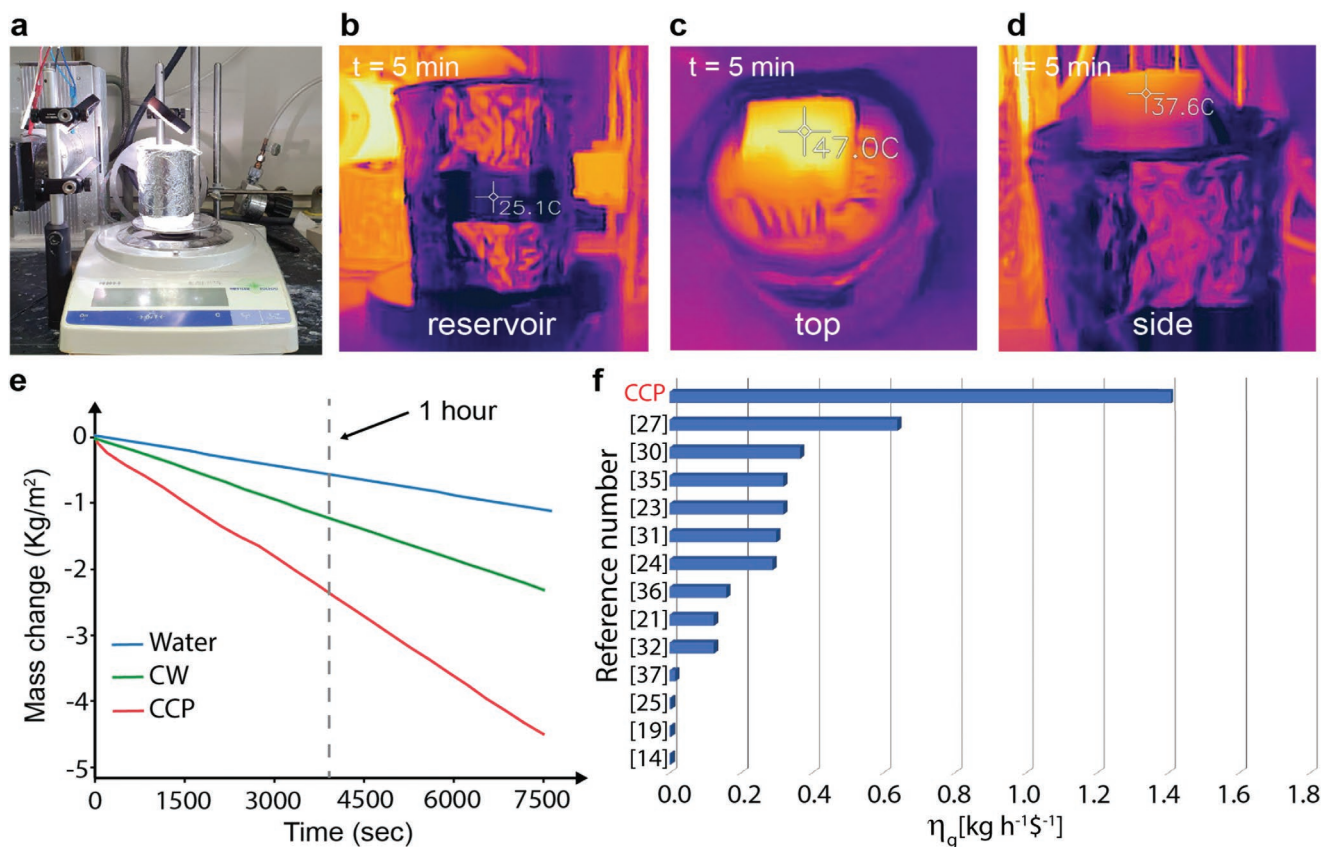 a
b
c
d
t = 5 min
25.1C
reservoir
t = 5 min
47.0C
top
t = 5 min
37.6C
side
e
1 hour
Mass change (Kg/m²)
0
-1
-2
-3
-4
-5
Water
CW
CCP
0 1500 3000 4500 6000 7500
Time (sec)
f
Reference number
CCP
[27]
[30]
[35]
[23]
[31]
[24]
[36]
[21]
[32]
[37]
[25]
[19]
[14]
0.0 0.2 0.4 0.6 0.8 1.0 1.2 1.4 1.6 1.8
ηg[kg h⁻¹$⁻¹]